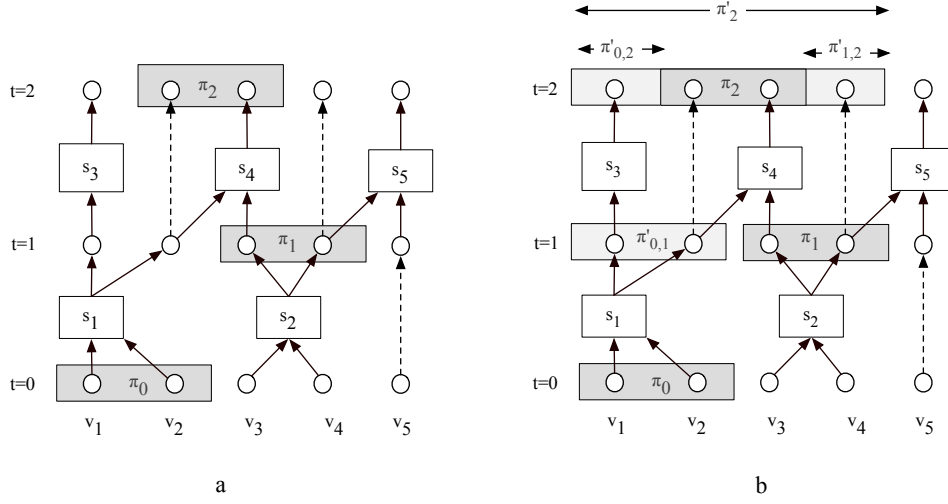 π'2
π'0,2 π'1,2
t=2 π2 t=2 π2
s3 s4 s5 s3 s4 s5
t=1 π1 t=1 π'0,1 π1
s1 s2 s1 s2
t=0 π0 t=0 π0
v1 v2 v3 v4 v5 v1 v2 v3 v4 v5
a b